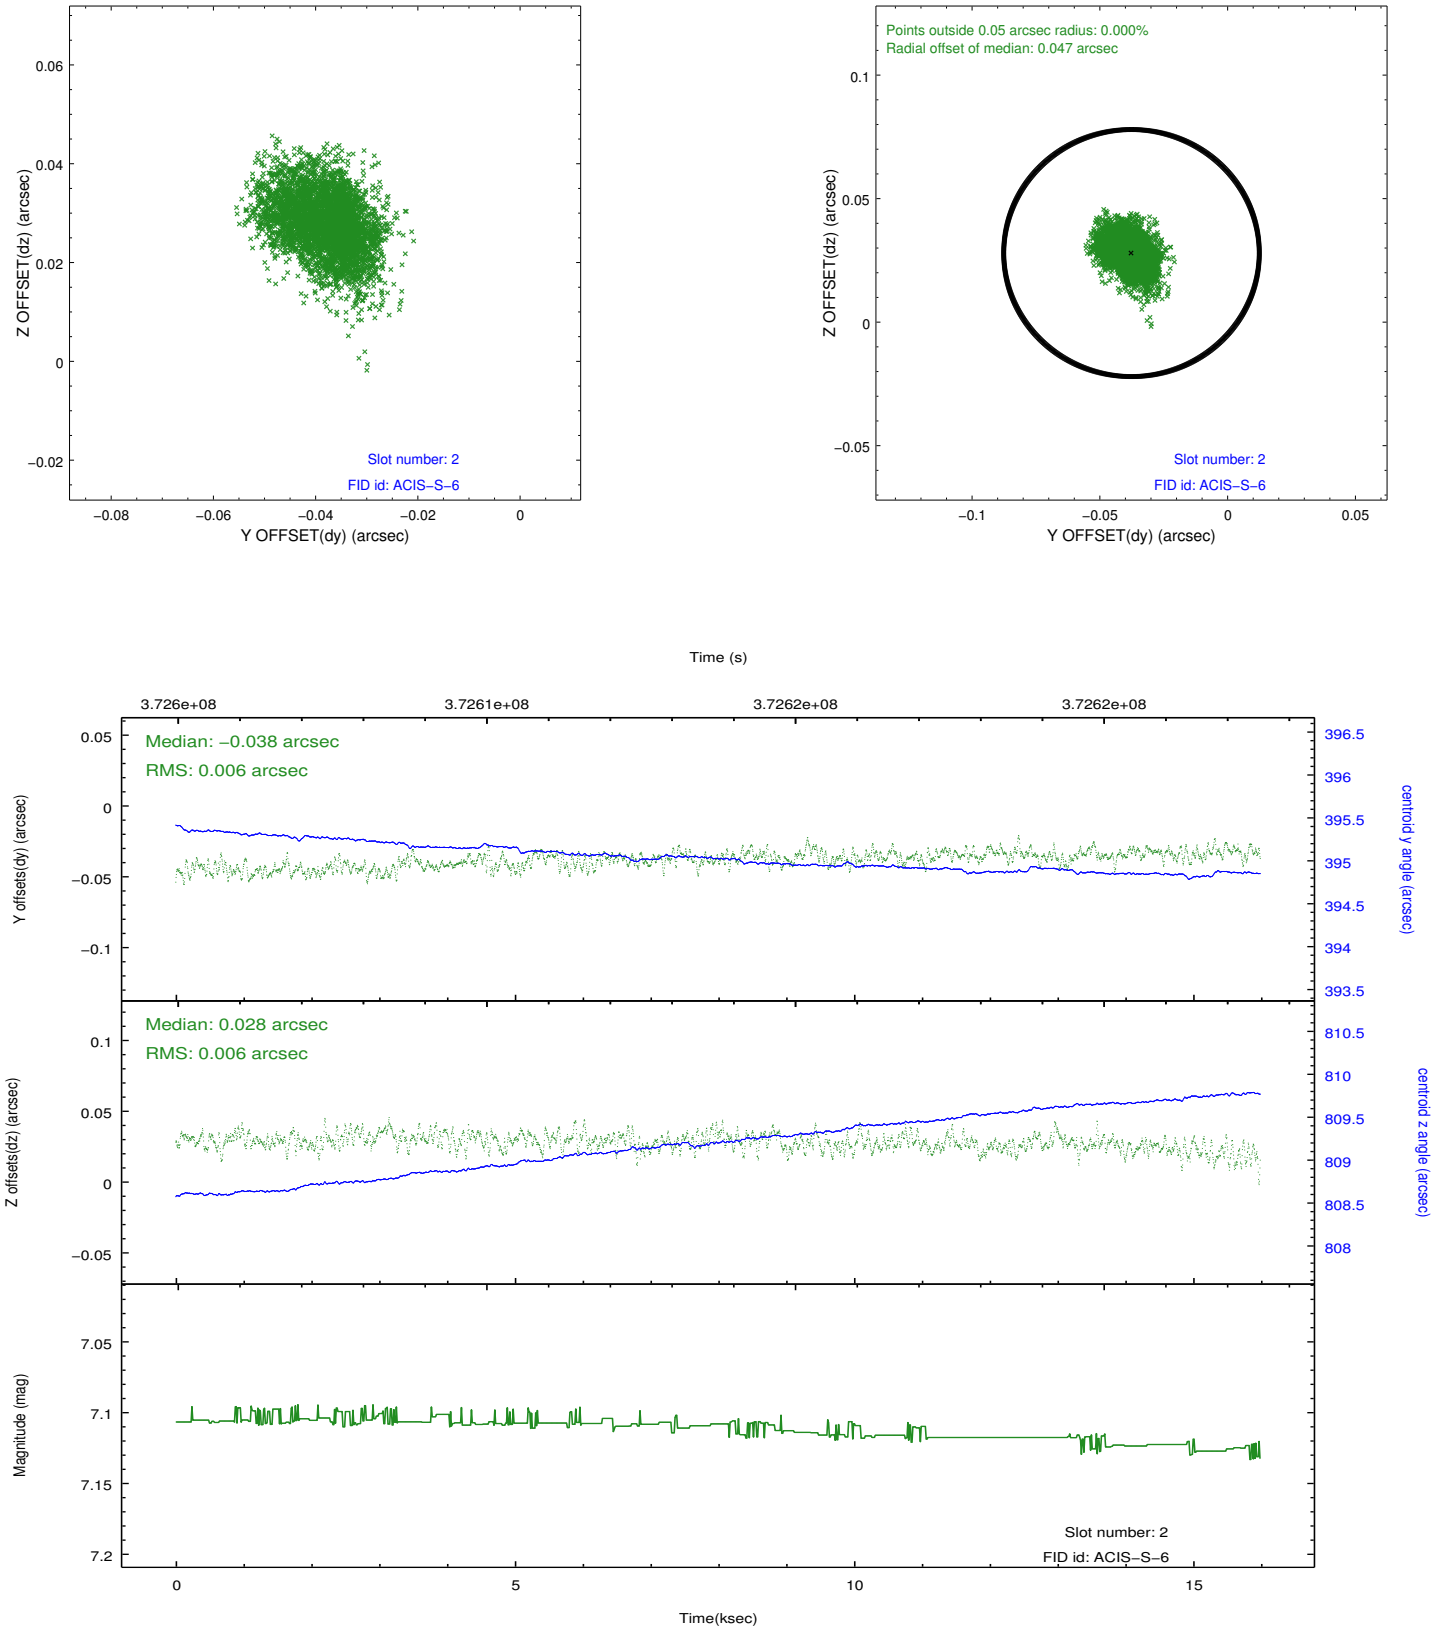 0.06
0.04
0.02
0
−0.02
Z OFFSET(dz) (arcsec)
Slot number: 2
FID id: ACIS−S−6
−0.08 −0.06 −0.04 −0.02 0
Y OFFSET(dy) (arcsec)
Points outside 0.05 arcsec radius: 0.000%
Radial offset of median: 0.047 arcsec
0.1
0.05
0
−0.05
Z OFFSET(dz) (arcsec)
Slot number: 2
FID id: ACIS−S−6
−0.1 −0.05 0 0.05
Y OFFSET(dy) (arcsec)
Time (s)
3.726e+08 3.7261e+08 3.7262e+08 3.7262e+08
Median: −0.038 arcsec
RMS: 0.006 arcsec
0.05
0
−0.05
−0.1
Y offsets(dy) (arcsec)
396.5
396
395.5
395
394.5
394
393.5
centroid y angle (arcsec)
Median: 0.028 arcsec
RMS: 0.006 arcsec
0.1
0.05
0
−0.05
Z offsets(dz) (arcsec)
810.5
810
809.5
809
808.5
808
centroid z angle (arcsec)
7.05
7.1
7.15
7.2
Magnitude (mag)
Slot number: 2
FID id: ACIS−S−6
0 5 10 15
Time(ksec)